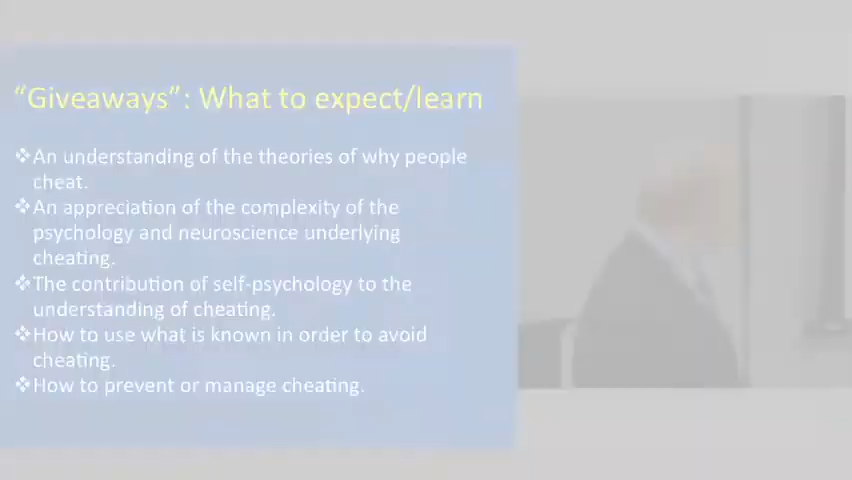 “Giveaways”: What to expect/learn
❖An understanding of the theories of why people
cheat.
❖An appreciation of the complexity of the
psychology and neuroscience underlying
cheating.
❖The contribution of self-psychology to the
understanding of cheating.
❖How to use what is known in order to avoid
cheating.
❖How to prevent or manage cheating.